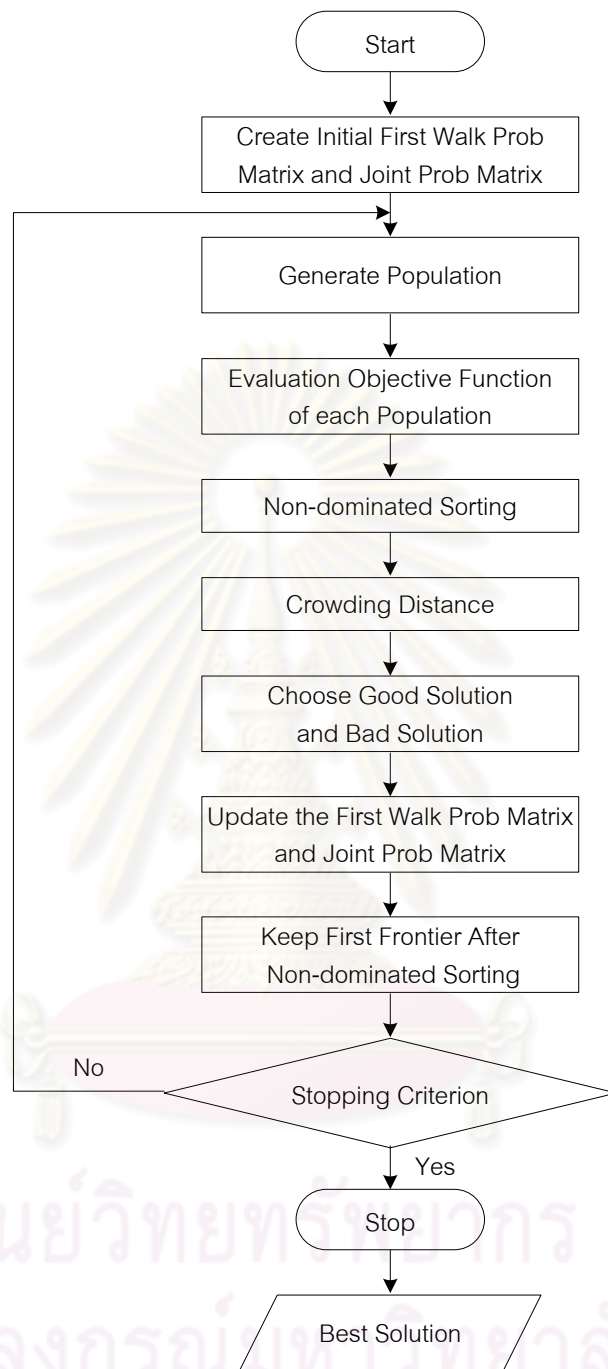 Start
Create Initial First Walk Prob
Matrix and Joint Prob Matrix
Generate Population
Evaluation Objective Function
of each Population
Non-dominated Sorting
Crowding Distance
Choose Good Solution
and Bad Solution
Update the First Walk Prob Matrix
and Joint Prob Matrix
Keep First Frontier After
Non-dominated Sorting
No
Stopping Criterion
Yes
Stop
Best Solution